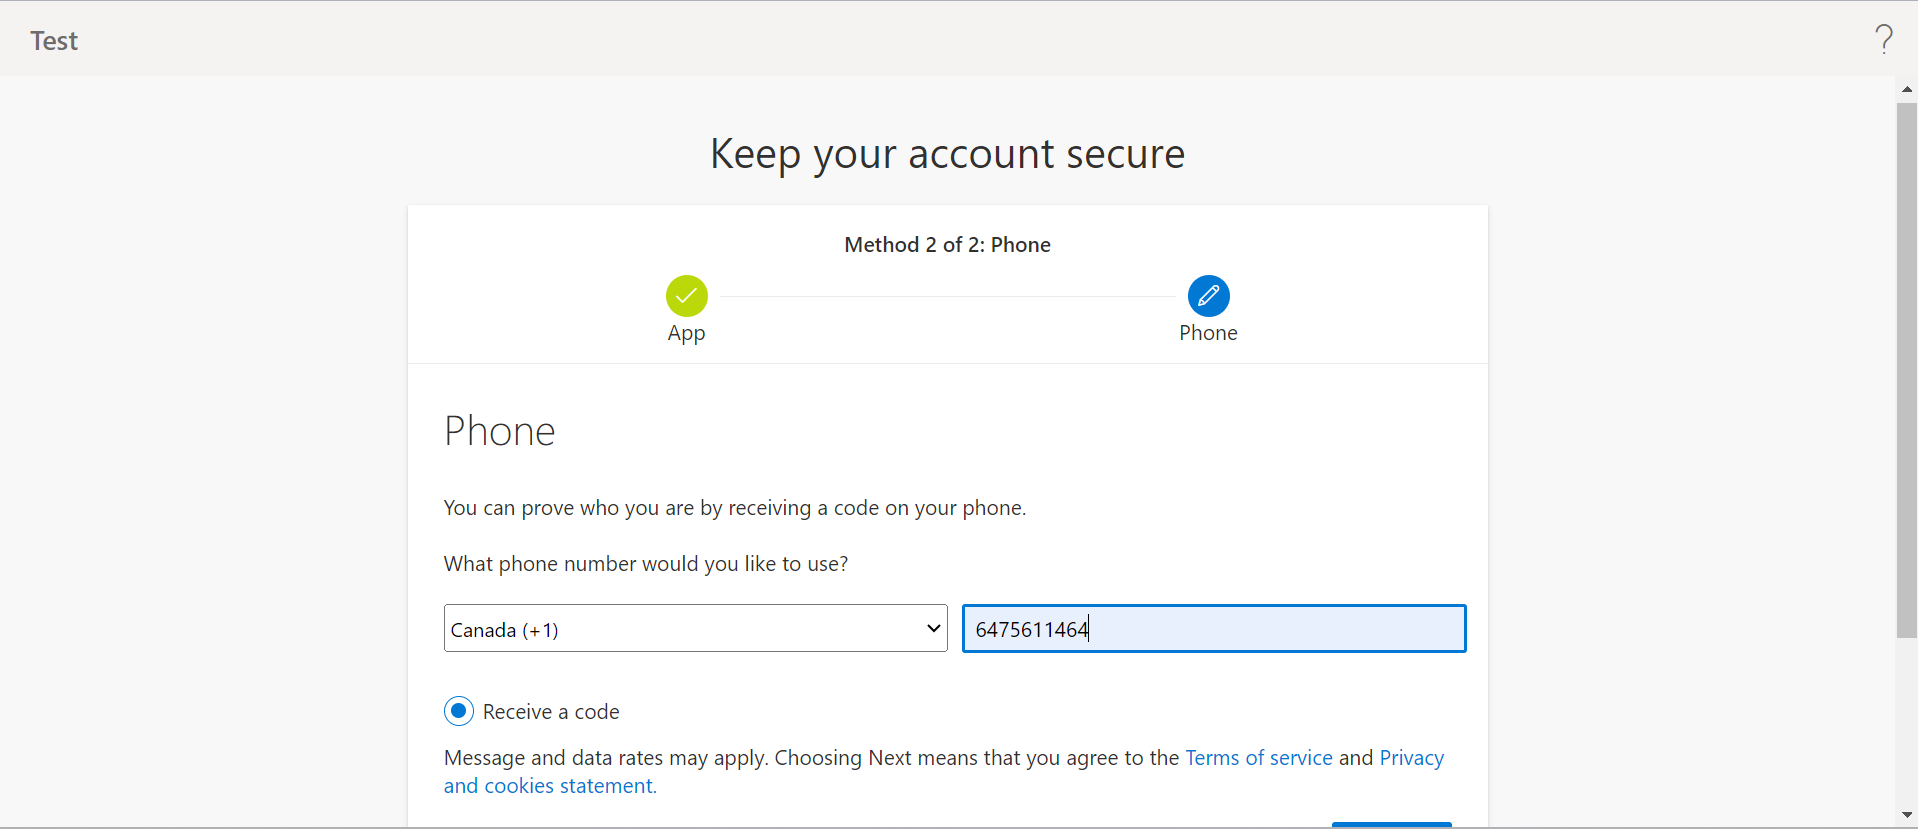 Test
?
Keep your account secure
Method 2 of 2: Phone
App
Phone
Phone
You can prove who you are by receiving a code on your phone.
What phone number would you like to use?
Canada (+1)
6475611464
Receive a code
Message and data rates may apply. Choosing Next means that you agree to the Terms of service and Privacy
and cookies statement.